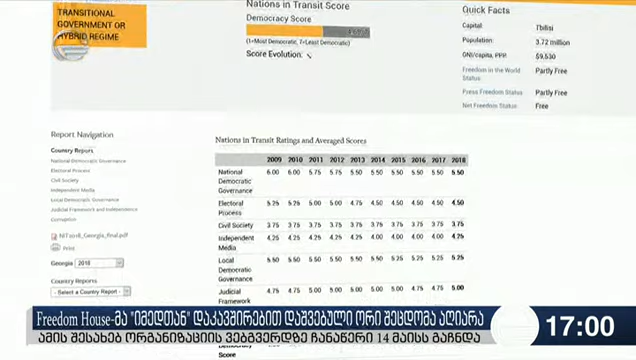 TRANSITIONAL
GOVERNMENT OR
HYBRID REGIME
Nations in Transit Score
Democracy Score
(1=Most Democratic, 7=Least Democratic)
Score Evolution:
Quick Facts
Capital: Tbilisi
Population: 3.72 million
GNI/capita, PPP: $9,530
Freedom in the World Status Partly Free
Press Freedom Status Partly Free
Net Freedom Status Free
Report Navigation
Country Report
National Democratic Governance
Electoral Process
Civil Society
Independent Media
Local Democratic Governance
Judicial Framework and Independence
Corruption
NiT2018_Georgia_final.pdf
Print
Georgia 2018
Country Reports
- Select a Country Report -
Nations in Transit Ratings and Averaged Scores
2009 2010 2011 2012 2013 2014 2015 2016 2017 2018
National Democratic Governance 6.00 6.00 5.75 5.75 5.50 5.50 5.50 5.50 5.50 5.50
Electoral Process 5.25 5.25 5.00 5.00 4.75 4.50 4.50 4.50 4.50 4.50
Civil Society 3.75 3.75 3.75 3.75 3.75 3.75 3.75 3.75 3.75 3.75
Independent Media 4.25 4.25 4.25 4.25 4.25 4.00 4.00 4.00 4.00 4.25
Local Democratic Governance 5.50 5.50 5.50 5.50 5.50 5.50 5.25 5.25 5.25
Judicial Framework 4.75 5.00 5.00 5.00 5.00 5.00 4.75 4.75 5.00
Freedom House-მა "იმედთან" დაკავშირებით დაშვებული ორი შეცდომა აღიარა
ამის შესახებ ორგანიზაციის ვებგვერდზე ჩანაწერი 14 მაისს გაჩნდა
17:00
Score